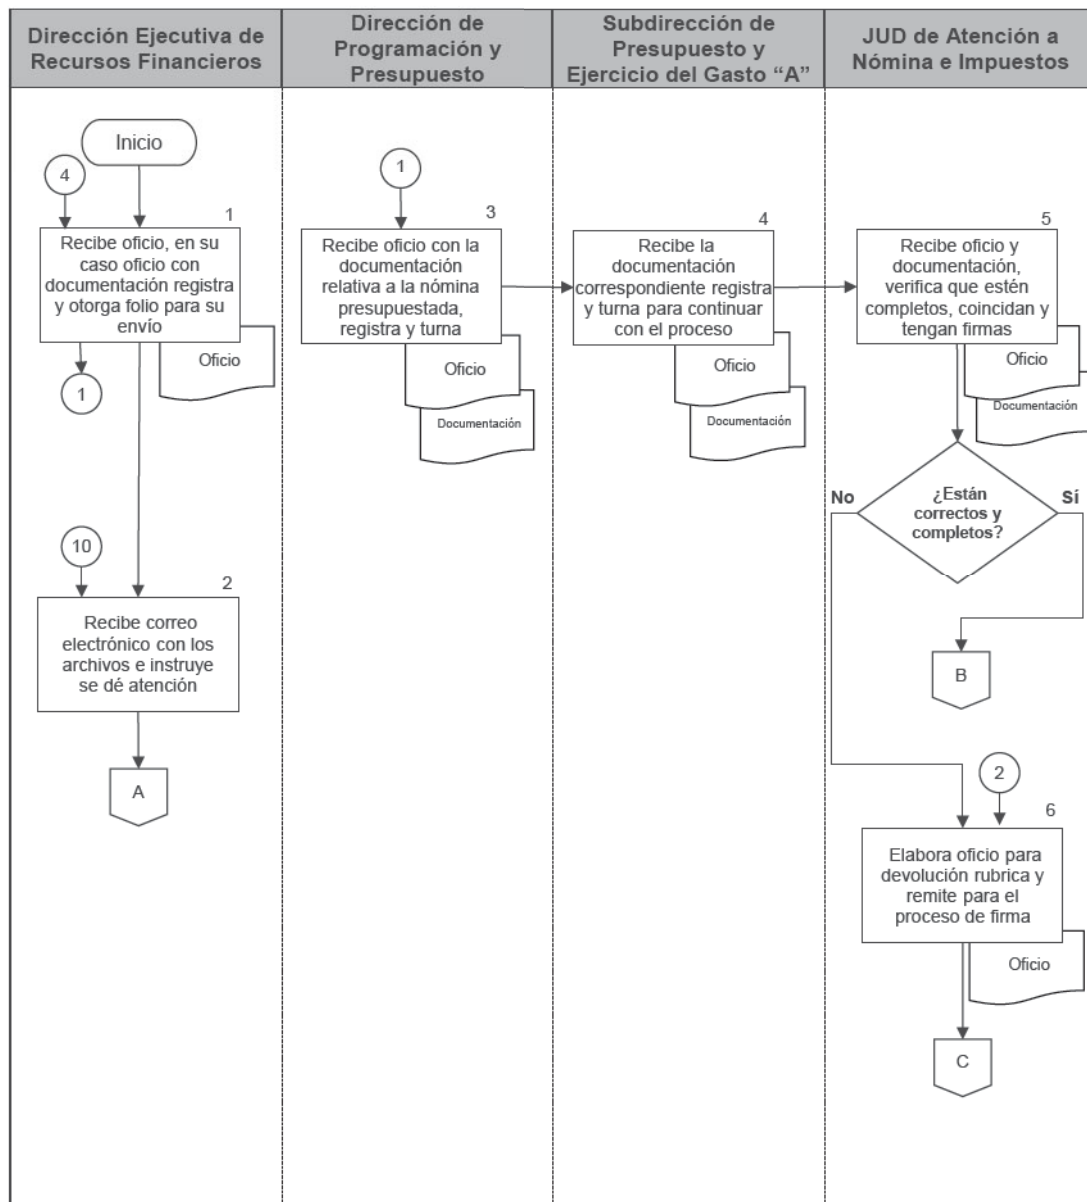 Dirección Ejecutiva de
Recursos Financieros
Dirección de
Programación y
Presupuesto
Subdirección de
Presupuesto y
Ejercicio del Gasto “A”
JUD de Atención a
Nómina e Impuestos
Inicio
4
1
Recibe oficio, en su
caso oficio con
documentación registra
y otorga folio para su
envío
Oficio
1
10
2
Recibe correo
electrónico con los
archivos e instruye
se dé atención
A
1
3
Recibe oficio con la
documentación
relativa a la nómina
presupuestada,
registra y turna
Oficio
Documentación
4
Recibe la
documentación
correspondiente registra
y turna para continuar
con el proceso
Oficio
Documentación
5
Recibe oficio y
documentación,
verifica que estén
completos, coincidan y
tengan firmas
Oficio
Documentación
No
¿Están
correctos y
completos?
Sí
B
2
6
Elabora oficio para
devolución rubrica y
remite para el
proceso de firma
Oficio
C